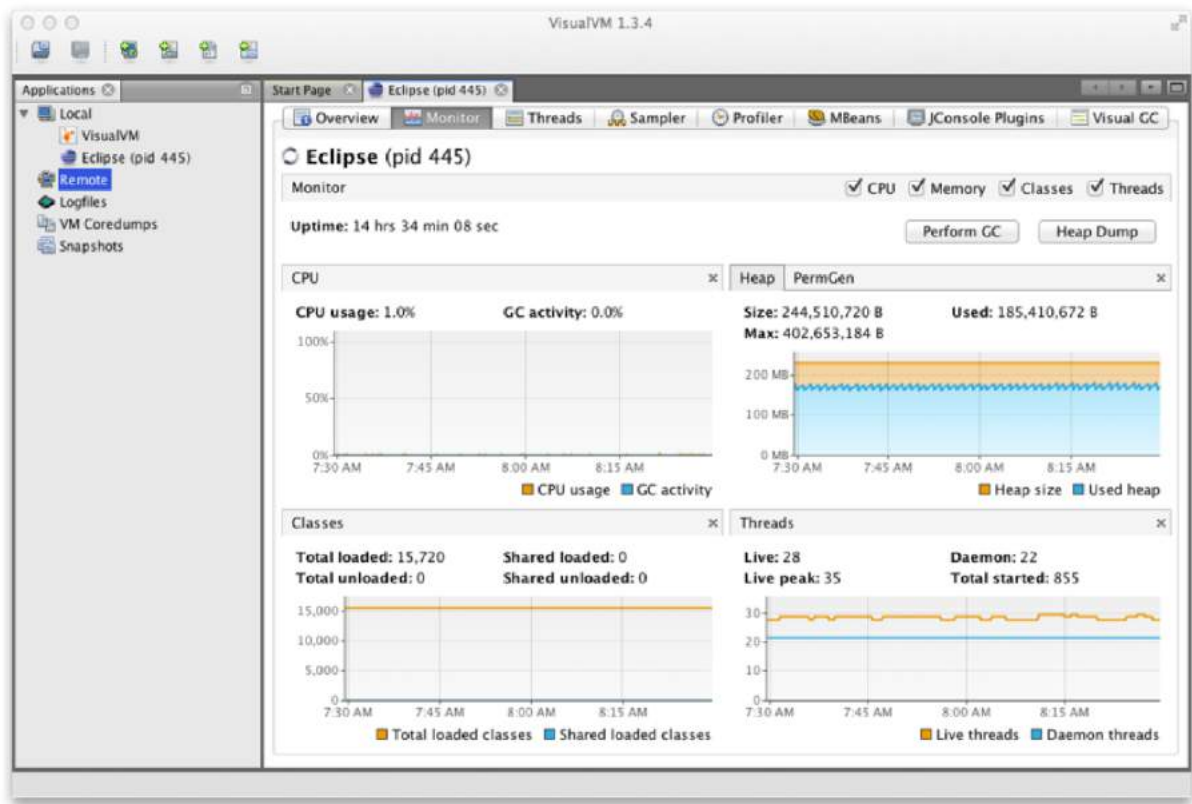 VisualVM 1.3.4
Applications
Start Page
Eclipse (pid 445)
Local
VisualVM
Eclipse (pid 445)
Remote
Logfiles
VM Coredumps
Snapshots
Overview
Monitor
Threads
Sampler
Profiler
MBeans
JConsole Plugins
Visual GC
Eclipse (pid 445)
Monitor
CPU
Memory
Classes
Threads
Uptime: 14 hrs 34 min 08 sec
Perform GC
Heap Dump
CPU
CPU usage: 1.0% GC activity: 0.0%
100%
50%
0%
7:30 AM 7:45 AM 8:00 AM 8:15 AM
CPU usage GC activity
Heap PermGen
Size: 244,510,720 B Used: 185,410,672 B
Max: 402,653,184 B
200 MB
100 MB
0 MB
7:30 AM 7:45 AM 8:00 AM 8:15 AM
Heap size Used heap
Classes
Total loaded: 15,720 Shared loaded: 0
Total unloaded: 0 Shared unloaded: 0
15,000
10,000
5,000
0
7:30 AM 7:45 AM 8:00 AM 8:15 AM
Total loaded classes Shared loaded classes
Threads
Live: 28 Daemon: 22
Live peak: 35 Total started: 855
30
20
10
0
7:30 AM 7:45 AM 8:00 AM 8:15 AM
Live threads Daemon threads